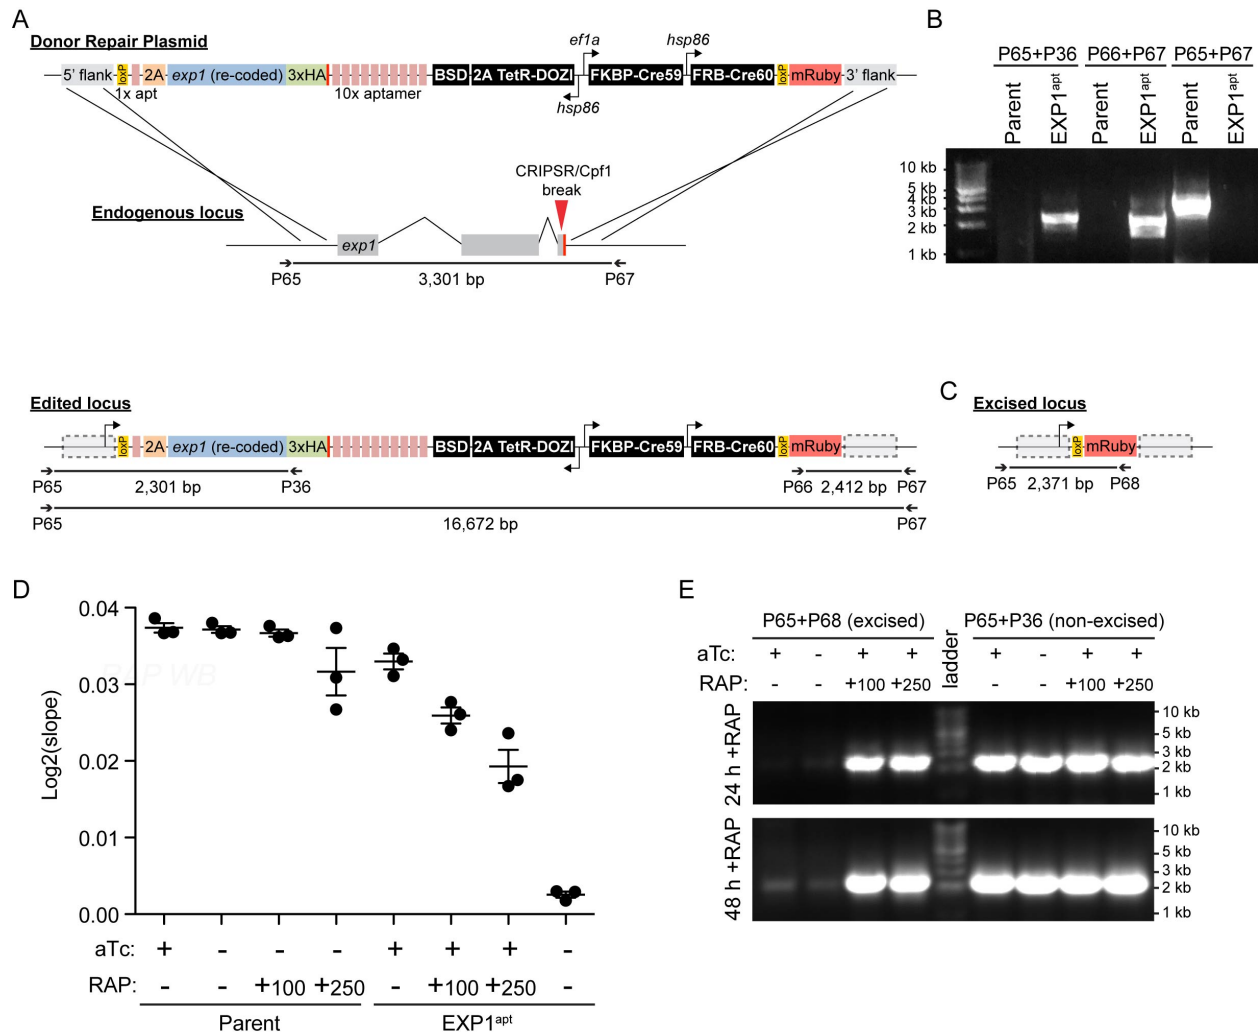 A
Donor Repair Plasmid
ef1a
hsp86
5' flank
loxP
2A
exp1 (re-coded)
3xHA
BSD
2A TetR-DOZI
FKBP-Cre59
FRB-Cre60
loxP
mRuby
3' flank
1x apt
10x aptamer
hsp86
CRIPSR/Cpf1
break
Endogenous locus
exp1
P65
3,301 bp
P67
Edited locus
loxP
2A
exp1 (re-coded)
3xHA
BSD
2A TetR-DOZI
FKBP-Cre59
FRB-Cre60
loxP
mRuby
P65
2,301 bp
P36
P66
2,412 bp
P67
P65
16,672 bp
P67
B
P65+P36
P66+P67
P65+P67
Parent
EXP1apt
Parent
EXP1apt
Parent
EXP1apt
10 kb
5 kb
4 kb
3 kb
2 kb
1 kb
C
Excised locus
loxP
mRuby
P65
2,371 bp
P68
D
Log2(slope)
0.04
0.03
0.02
0.01
0.00
RAP WB
aTc: + - - - + + + -
RAP: - - +100 +250 - +100 +250 -
Parent
EXP1apt
E
P65+P68 (excised)
ladder
P65+P36 (non-excised)
aTc: + - + + + - + +
RAP: - - +100 +250 - - +100 +250
24 h +RAP
10 kb
5 kb
3 kb
2 kb
1 kb
48 h +RAP
10 kb
5 kb
3 kb
2 kb
1 kb